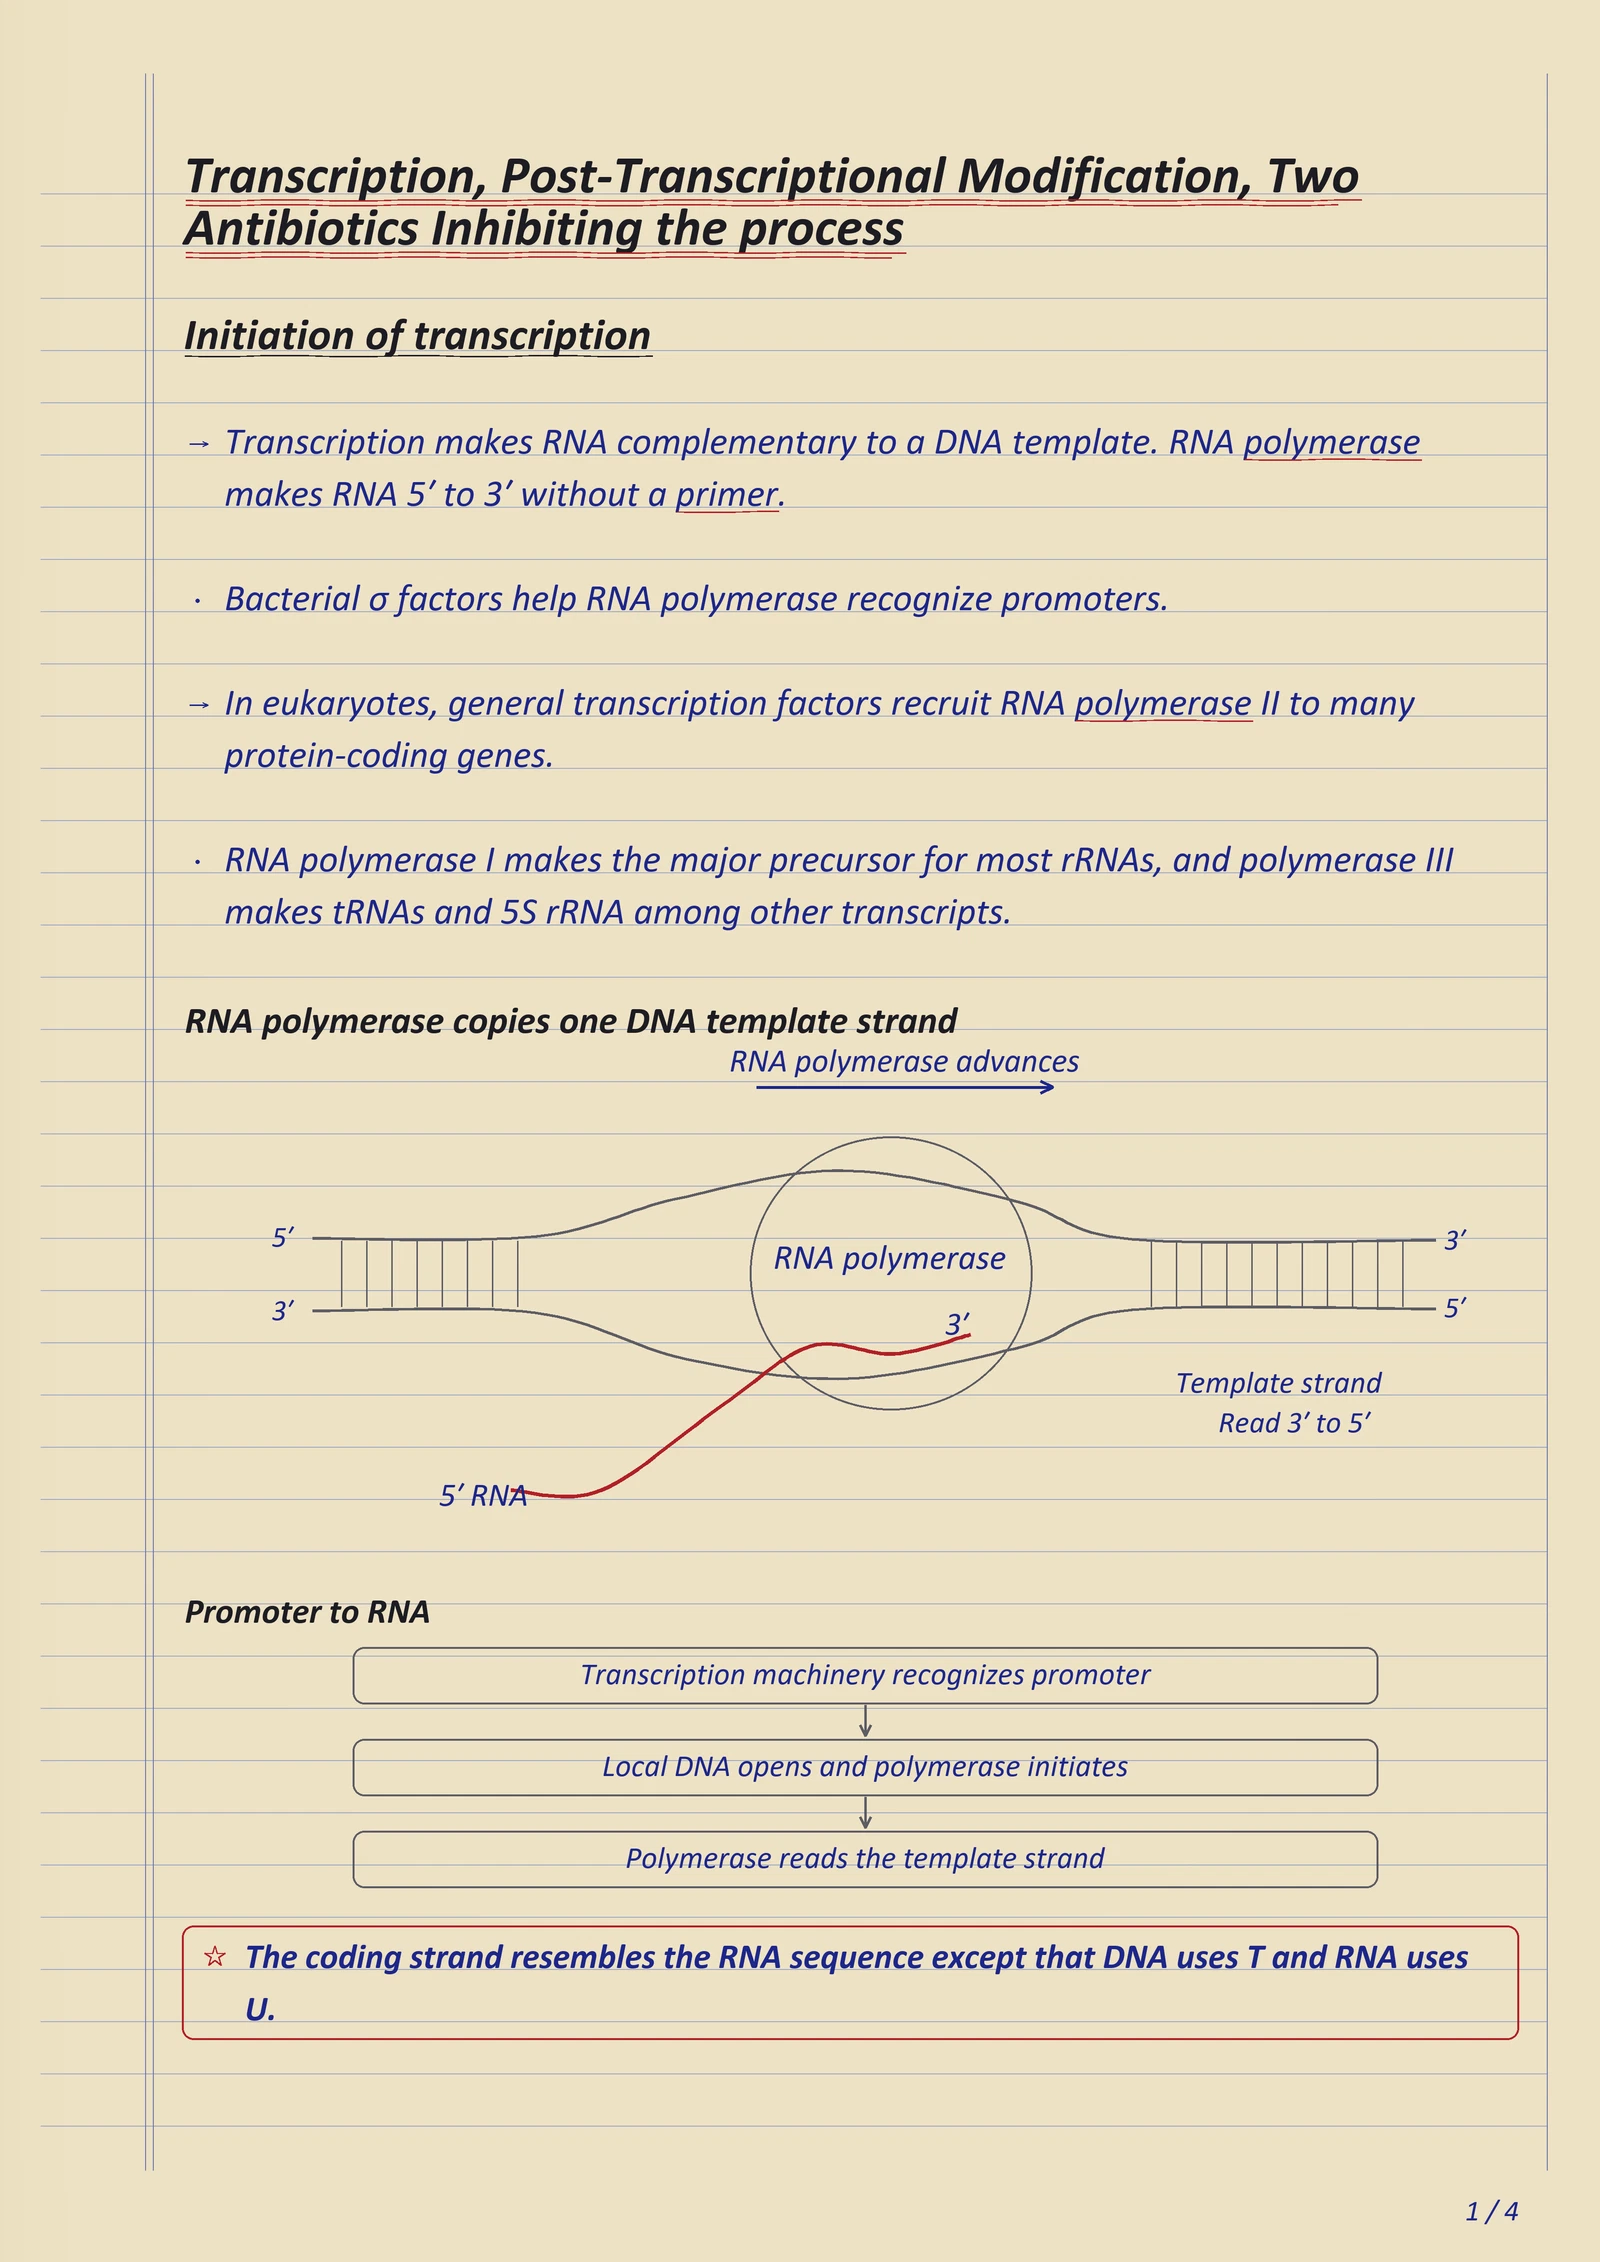 Transcription, Post-Transcriptional Modification, Two
Antibiotics Inhibiting the process
Initiation of transcription
→ Transcription makes RNA complementary to a DNA template. RNA polymerase
makes RNA 5′ to 3′ without a primer.
· Bacterial σ factors help RNA polymerase recognize promoters.
→ In eukaryotes, general transcription factors recruit RNA polymerase II to many
protein-coding genes.
· RNA polymerase I makes the major precursor for most rRNAs, and polymerase III
makes tRNAs and 5S rRNA among other transcripts.
RNA polymerase copies one DNA template strand
RNA polymerase advances
5′
3′
RNA polymerase
3′
5′
3′
Template strand
Read 3′ to 5′
5′ RNA
Promoter to RNA
Transcription machinery recognizes promoter
Local DNA opens and polymerase initiates
Polymerase reads the template strand
☆ The coding strand resembles the RNA sequence except that DNA uses T and RNA uses
U.
1 / 4